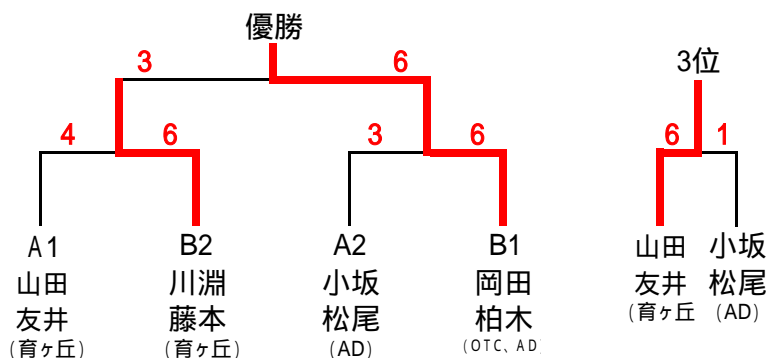 優勝
3 6
3位
4 6 3 6
6 1
A1 B2 A2 B1
山田 川淵 小坂 岡田
友井 藤本 松尾 柏木
(育ヶ丘) (育ヶ丘) (AD) (OTC、AD
山田 小坂
友井 松尾
(育ヶ丘 (AD)